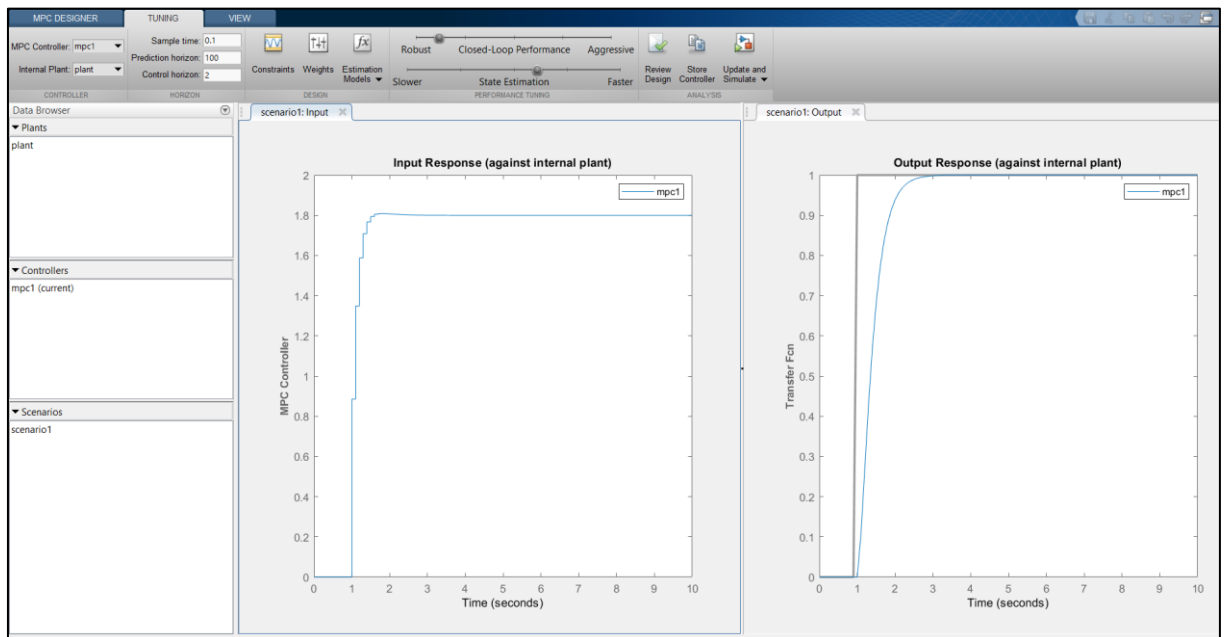 MPC DESIGNER TUNING VIEW
MPC Controller: mpc1
Internal Plant: plant
CONTROLLER
Sample time: 0.1
Prediction horizon: 100
Control horizon: 2
HORIZON
Constraints Weights Estimation Models
DESIGN
Robust Closed-Loop Performance Aggressive
Slower State Estimation Faster
PERFORMANCE TUNING
Review Design Store Controller Update and Simulate
ANALYSIS
Data Browser
Plants
plant
Controllers
mpc1 (current)
Scenarios
scenario1
scenario1: Input
Input Response (against internal plant)
mpc1
MPC Controller
2
1.8
1.6
1.4
1.2
1
0.8
0.6
0.4
0.2
0
0 1 2 3 4 5 6 7 8 9 10
Time (seconds)
scenario1: Output
Output Response (against internal plant)
mpc1
Transfer Fcn
1
0.9
0.8
0.7
0.6
0.5
0.4
0.3
0.2
0.1
0
0 1 2 3 4 5 6 7 8 9 10
Time (seconds)